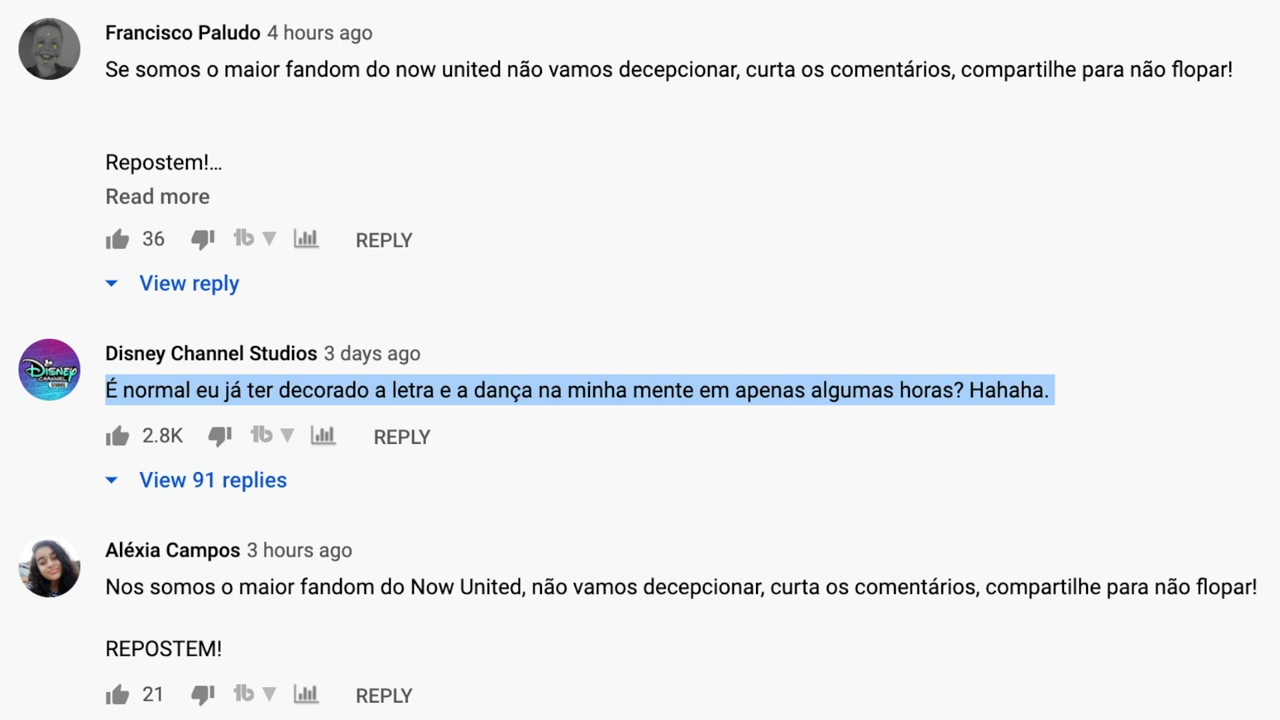 Francisco Paludo 4 hours ago
Se somos o maior fandom do now united não vamos decepcionar, curta os comentários, compartilhe para não flopar!
Repostem!...
Read more
36 REPLY
View reply
Disney Channel Studios 3 days ago
É normal eu já ter decorado a letra e a dança na minha mente em apenas algumas horas? Hahaha.
2.8K REPLY
View 91 replies
Aléxia Campos 3 hours ago
Nos somos o maior fandom do Now United, não vamos decepcionar, curta os comentários, compartilhe para não flopar!
REPOSTEM!
21 REPLY